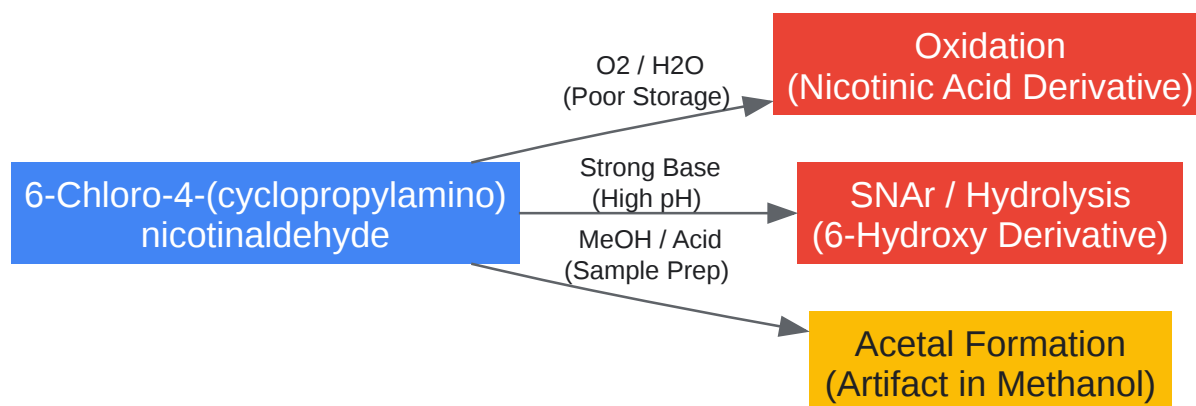 Oxidation
(Nicotinic Acid Derivative)
O2 / H2O
(Poor Storage)
6-Chloro-4-(cyclopropylamino)
nicotinaldehyde
Strong Base
(High pH)
SNAr / Hydrolysis
(6-Hydroxy Derivative)
MeOH / Acid
(Sample Prep)
Acetal Formation
(Artifact in Methanol)